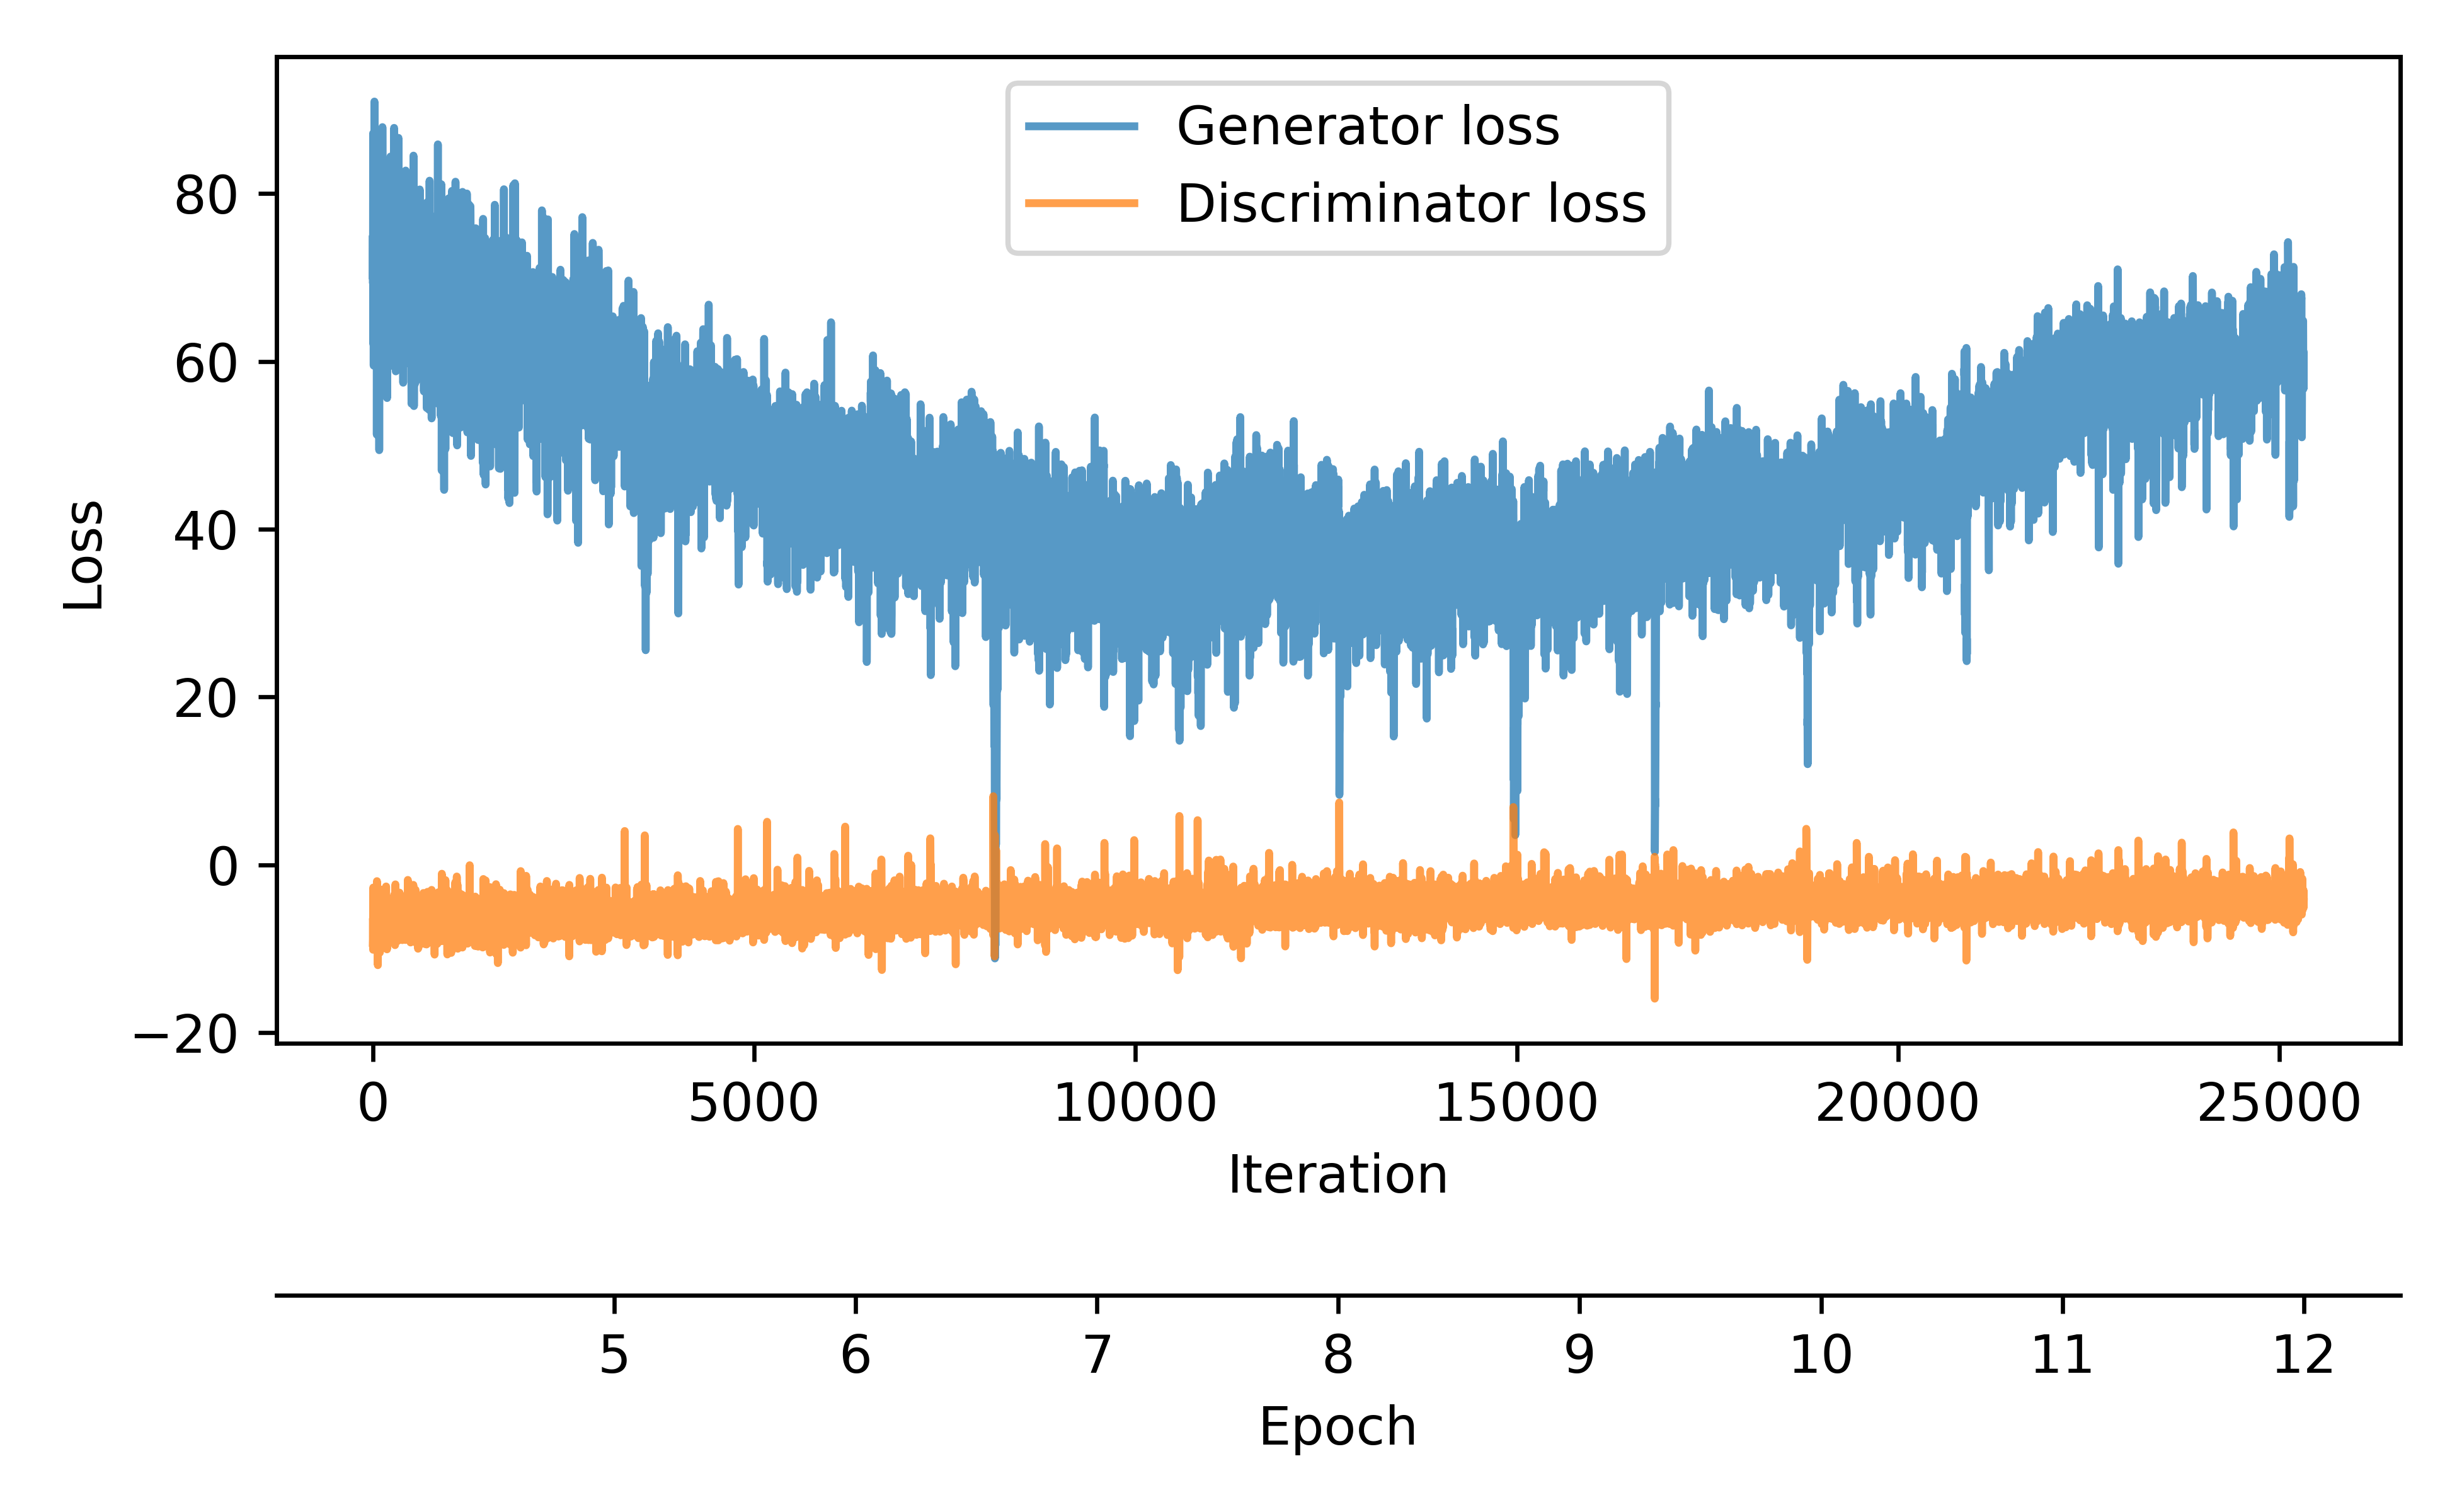 Generator loss
Discriminator loss
80
60
40
20
0
−20
Loss
0 5000 10000 15000 20000 25000
Iteration
5 6 7 8 9 10 11 12
Epoch